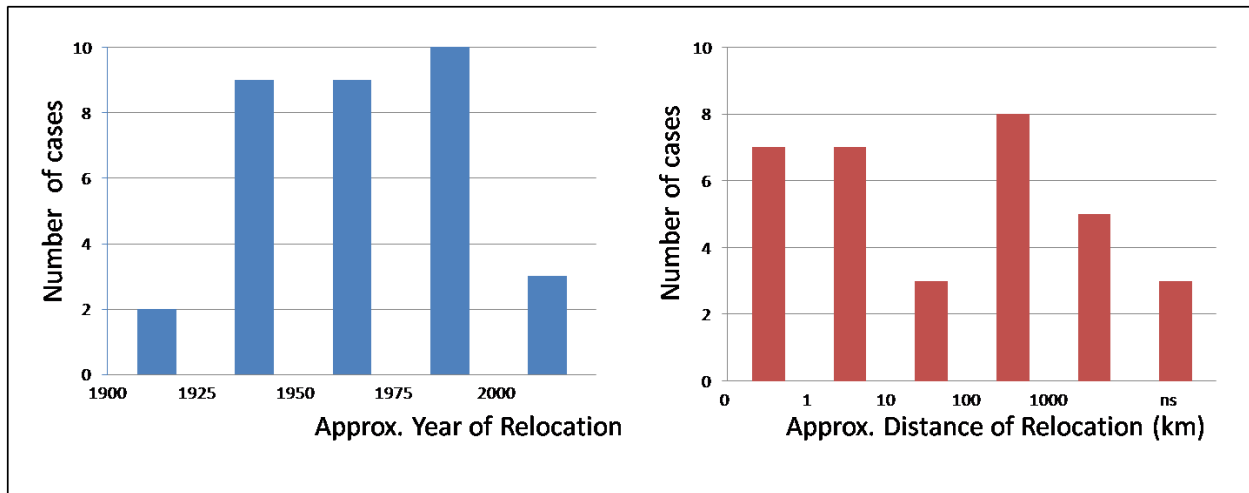 Number of cases
10
8
6
4
2
0
1900 1925 1950 1975 2000
Approx. Year of Relocation
Number of cases
10
8
6
4
2
0
0 1 10 100 1000 ns
Approx. Distance of Relocation (km)